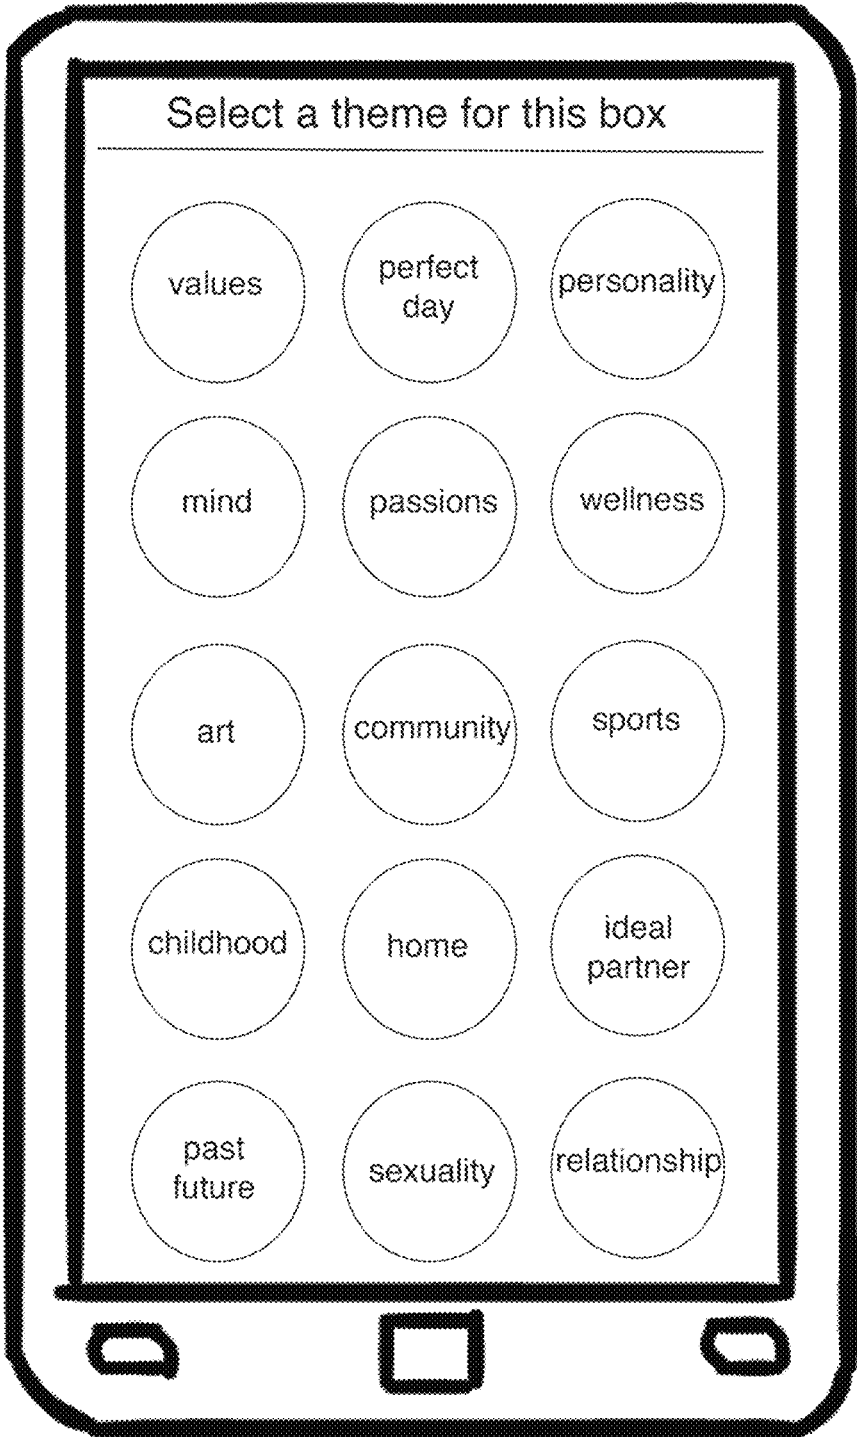 Select a theme for this box
values
perfect
day
personality
mind
passions
wellness
art
community
sports
childhood
home
ideal
partner
past
future
sexuality
relationship